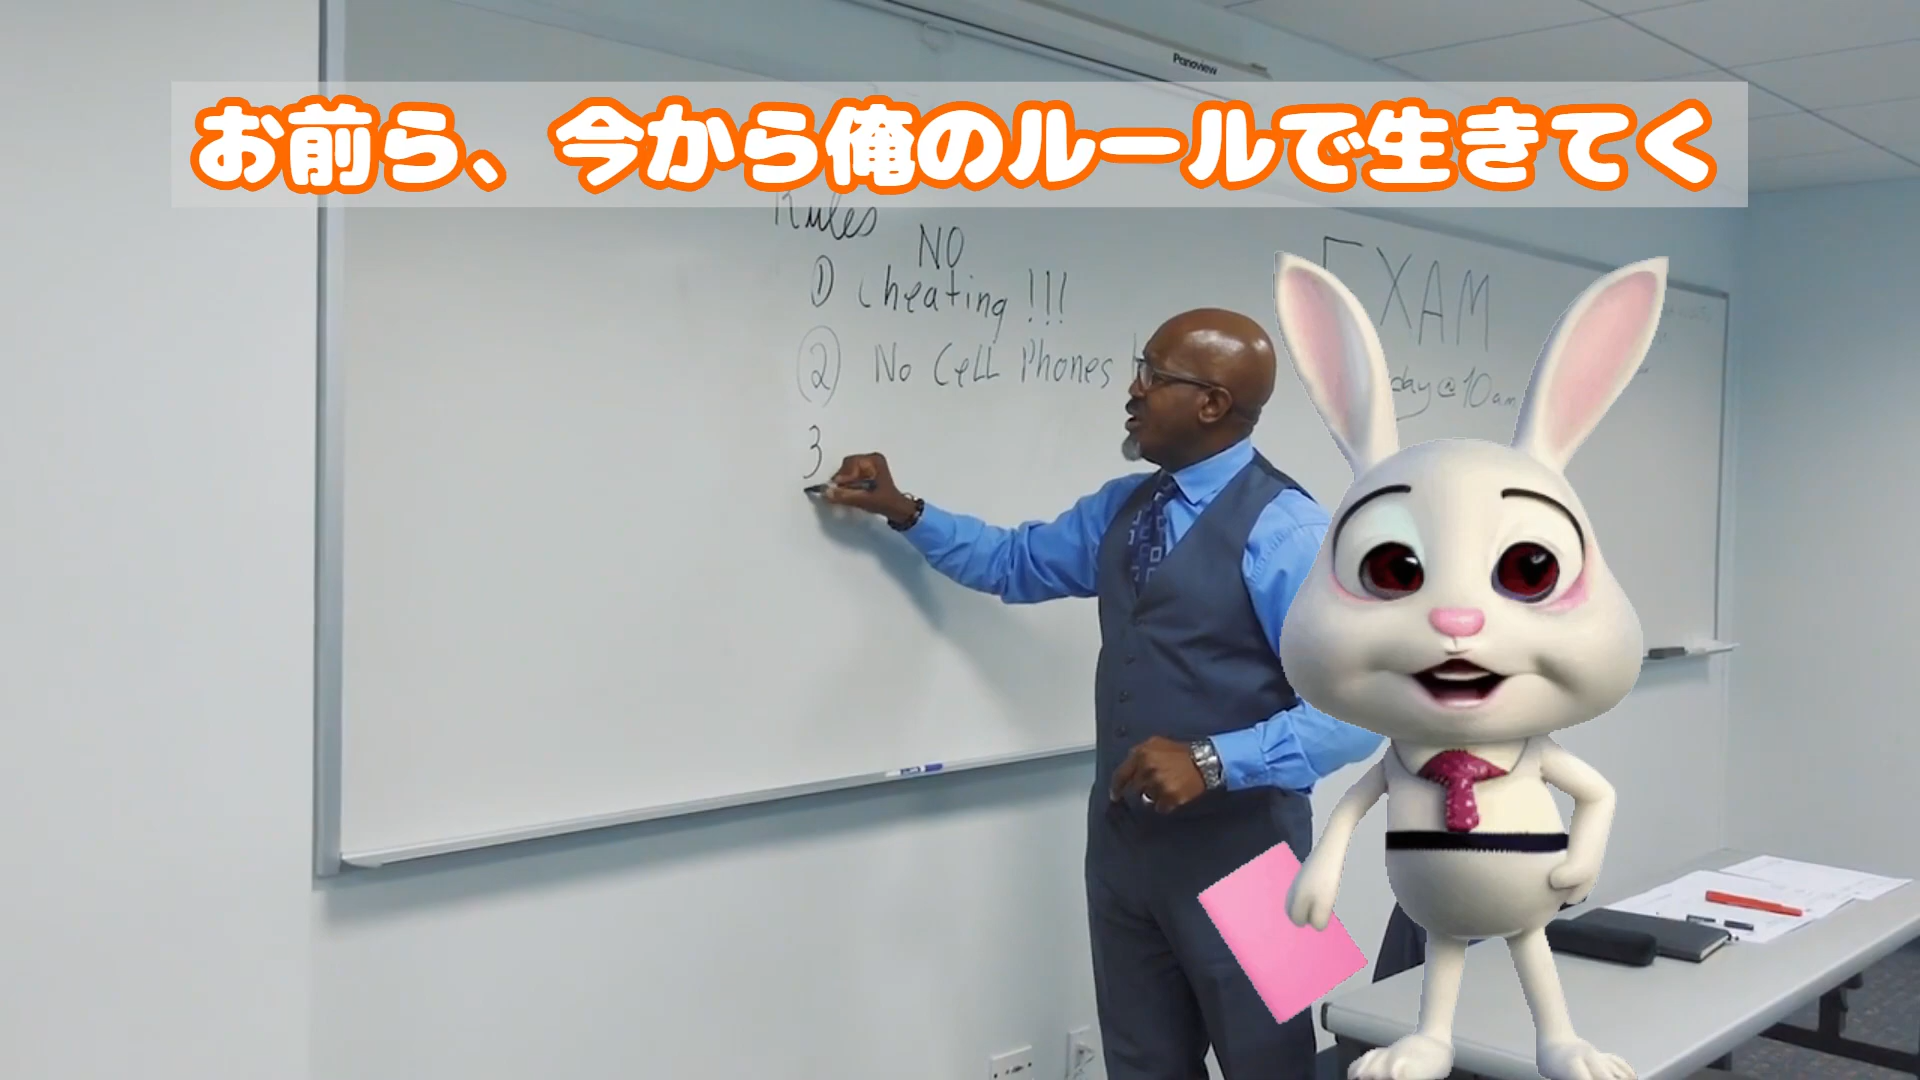 Panoview
お前ら、今から俺のルールで生きてく
Rules
NO
① Cheating !!!
② No Cell Phones
3
EXAM
day @ 10am